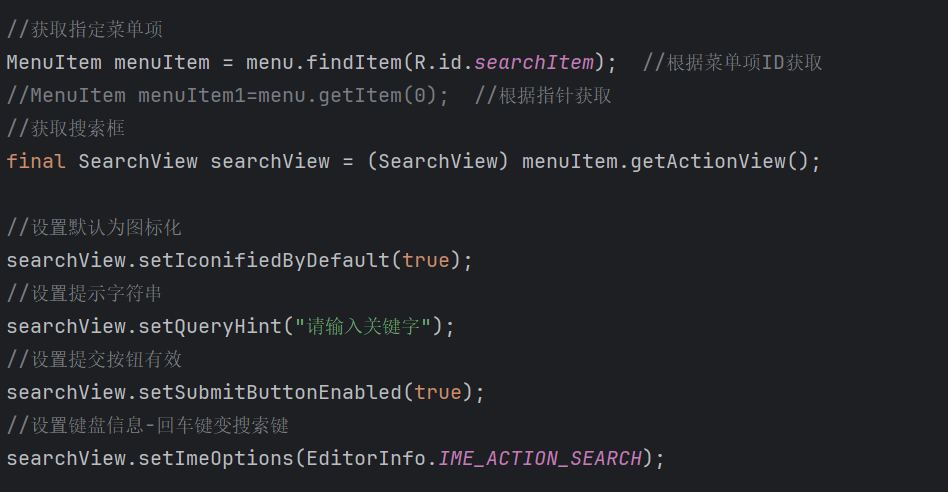 //获取指定菜单项
MenuItem menuItem = menu.findItem(R.id.searchItem);  //根据菜单项ID获取
//MenuItem menuItem1=menu.getItem(0);  //根据指针获取
//获取搜索框
final SearchView searchView = (SearchView) menuItem.getActionView();
//设置默认为图标化
searchView.setIconifiedByDefault(true);
//设置提示字符串
searchView.setQueryHint("请输入关键字");
//设置提交按钮有效
searchView.setSubmitButtonEnabled(true);
//设置键盘信息-回车键变搜索键
searchView.setImeOptions(EditorInfo.IME_ACTION_SEARCH);